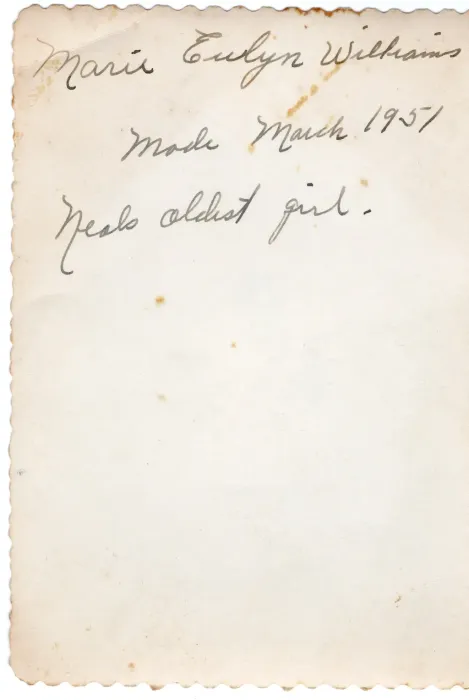 Marie Evelyn Williams
Made March 1951
Neals oldest girl.